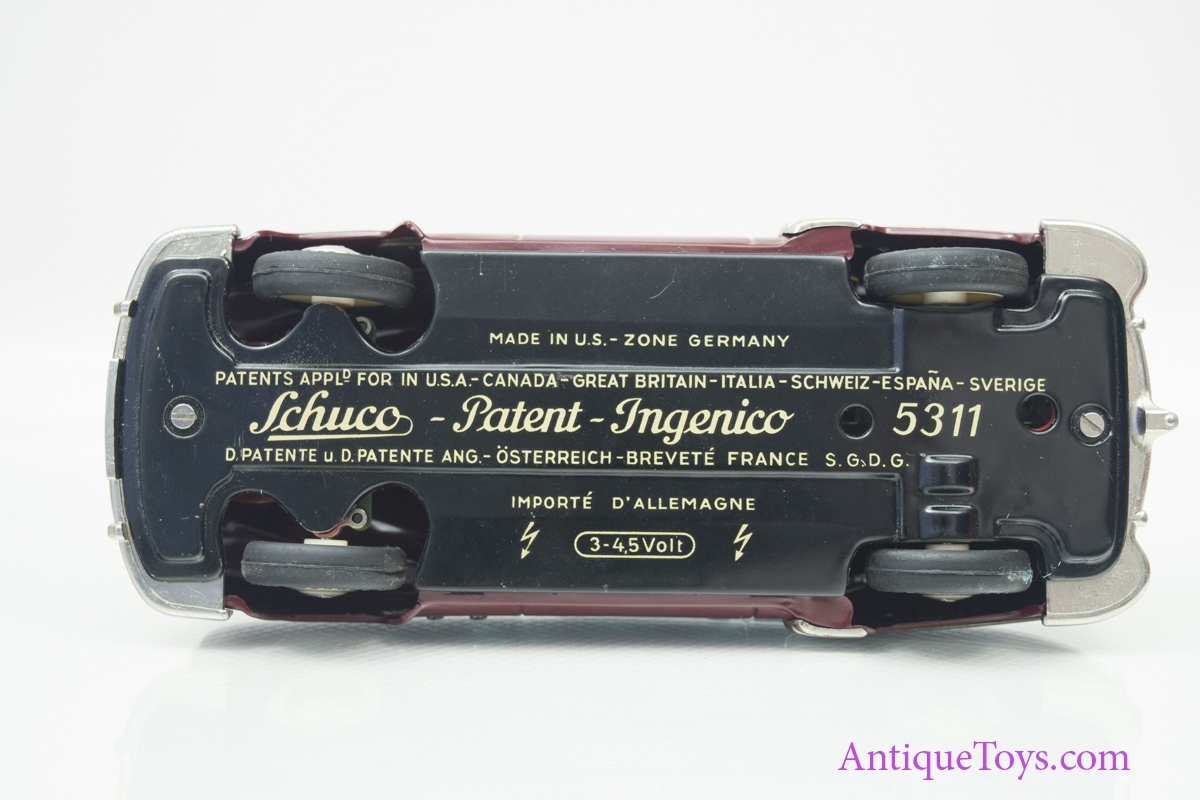 MADE IN U.S.- ZONE GERMANY
PATENTS APPLᴰ FOR IN U.S.A.-CANADA-GREAT BRITAIN-ITALIA-SCHWEIZ-ESPAÑA-SVERIGE
Schuco - Patent - Ingenico 5311
D.PATENTE u. D.PATENTE ANG.- ÖSTERREICH-BREVETÉ FRANCE S.G.D.G.
IMPORTÉ D'ALLEMAGNE
3-4,5 Volt
AntiqueToys.com